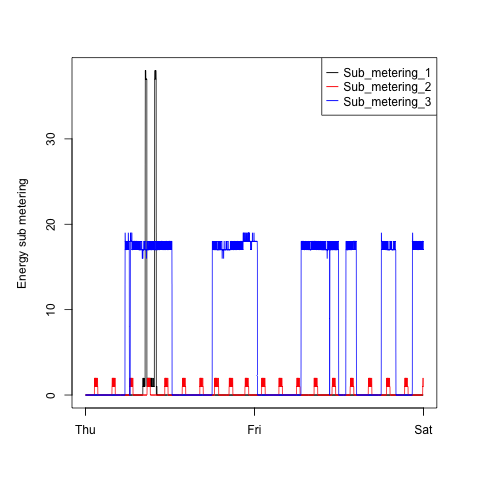 Sub_metering_1
Sub_metering_2
Sub_metering_3
Energy sub metering
30
20
10
0
Thu Fri Sat